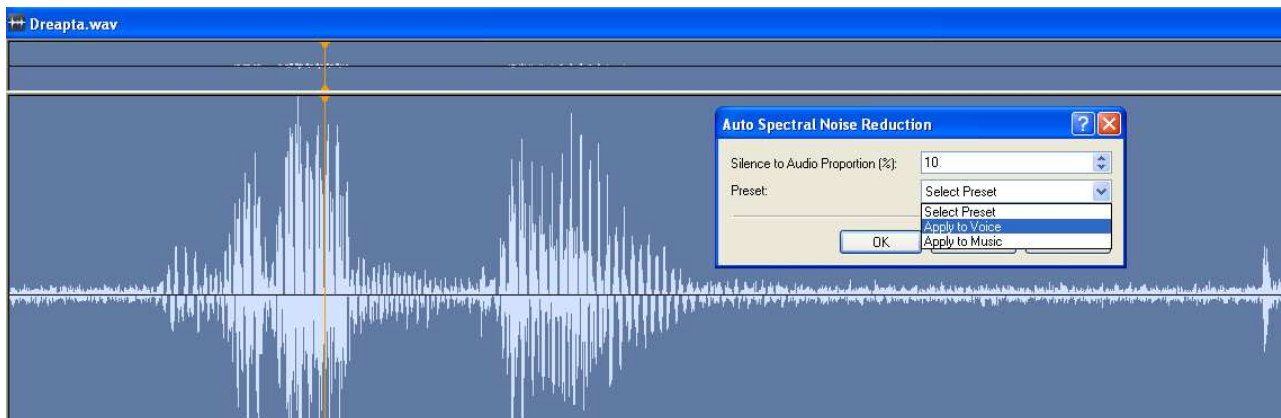 Dreapta.wav
Auto Spectral Noise Reduction
Silence to Audio Proportion (%): 10
Preset: Select Preset
Select Preset
Apply to Voice
OK Apply to Music